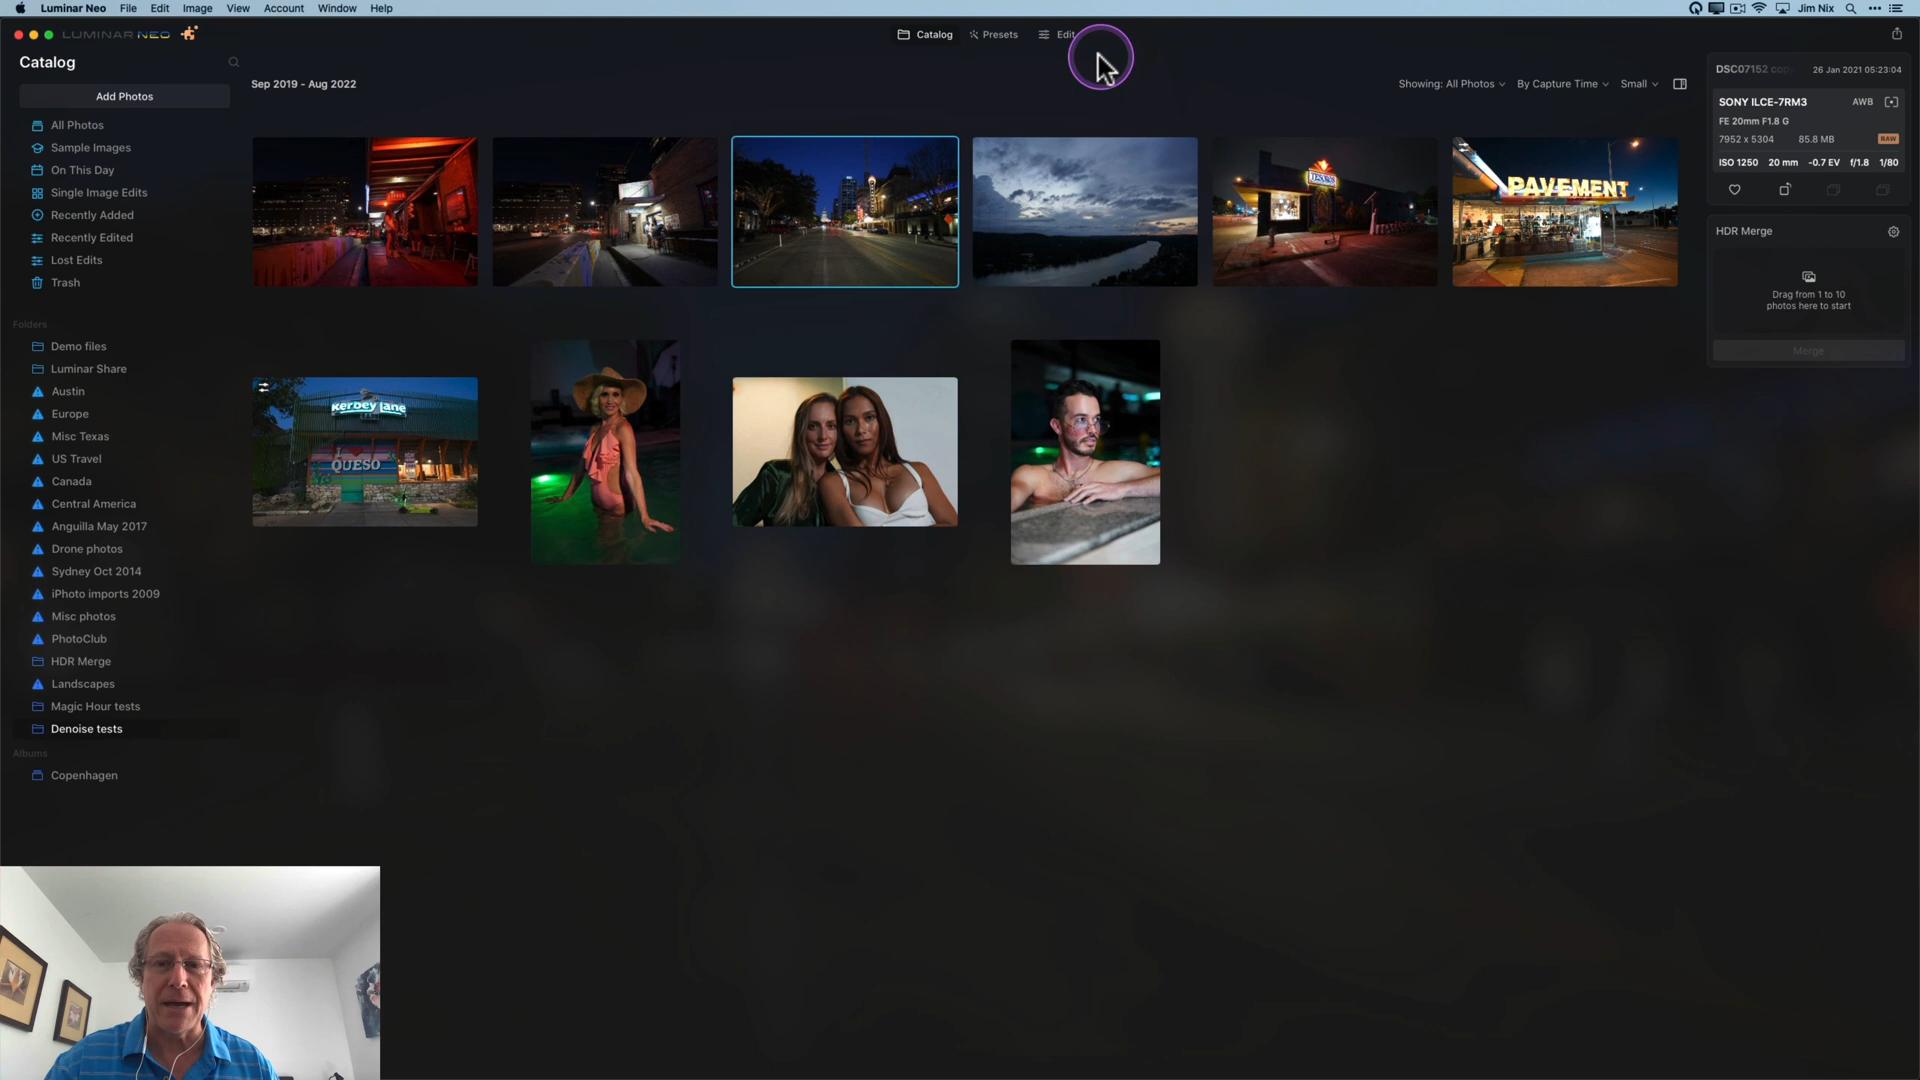 Luminar Neo File Edit Image View Account Window Help
Jim Nix
LUMINAR NEO
Catalog Presets Edit
Catalog
Add Photos
All Photos
Sample Images
On This Day
Single Image Edits
Recently Added
Recently Edited
Lost Edits
Trash
Folders
Demo files
Luminar Share
Austin
Europe
Misc Texas
US Travel
Canada
Central America
Anguilla May 2017
Drone photos
Sydney Oct 2014
iPhoto imports 2009
Misc photos
PhotoClub
HDR Merge
Landscapes
Magic Hour tests
Denoise tests
Albums
Copenhagen
Sep 2019 - Aug 2022
Showing: All Photos By Capture Time Small
PAVEMENT
Kerbey Lane
I
QUESO
DSC07152 cop 26 Jan 2021 05:23:04
SONY ILCE-7RM3 AWB
FE 20mm F1.8 G
7952 x 5304 85.8 MB RAW
ISO 1250 20 mm -0.7 EV f/1.8 1/80
HDR Merge
Drag from 1 to 10
photos here to start
Merge